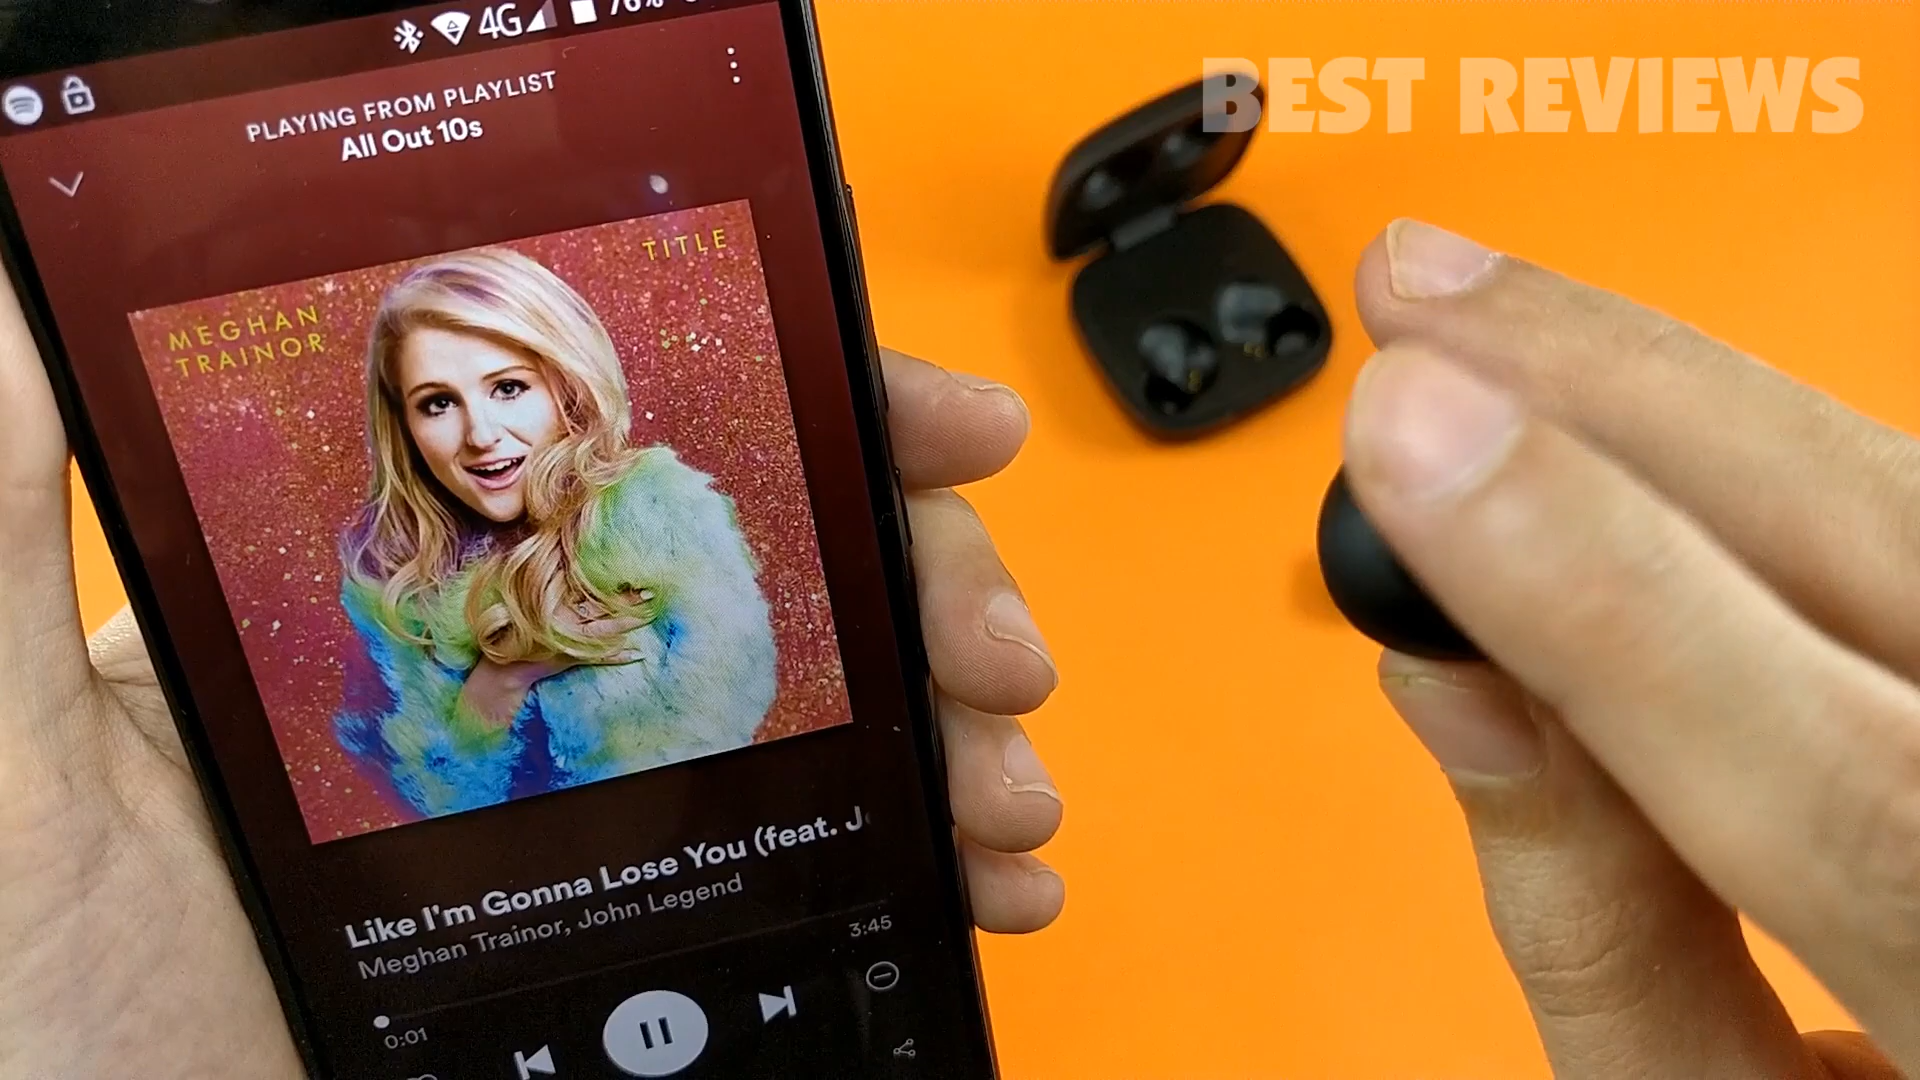 4G 76%
PLAYING FROM PLAYLIST
All Out 10s
BEST REVIEWS
TITLE
MEGHAN
TRAINOR
Like I'm Gonna Lose You (feat. J
Meghan Trainor, John Legend
3:45
0:01